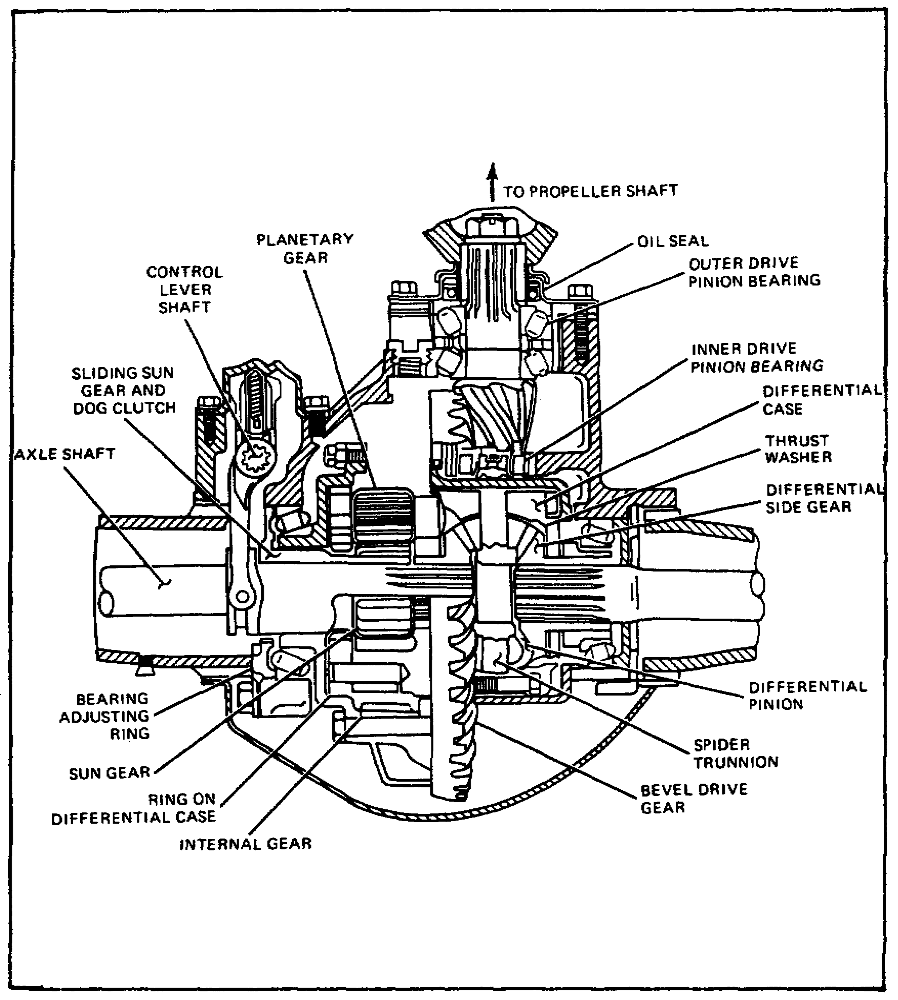 TO PROPELLER SHAFT
PLANETARY
GEAR
OIL SEAL
CONTROL
LEVER
SHAFT
OUTER DRIVE
PINION BEARING
INNER DRIVE
PINION BEARING
SLIDING SUN
GEAR AND
DOG CLUTCH
DIFFERENTIAL
CASE
THRUST
WASHER
AXLE SHAFT
DIFFERENTIAL
SIDE GEAR
BEARING
ADJUSTING
RING
DIFFERENTIAL
PINION
SUN GEAR
SPIDER
TRUNNION
RING ON
DIFFERENTIAL CASE
BEVEL DRIVE
GEAR
INTERNAL GEAR